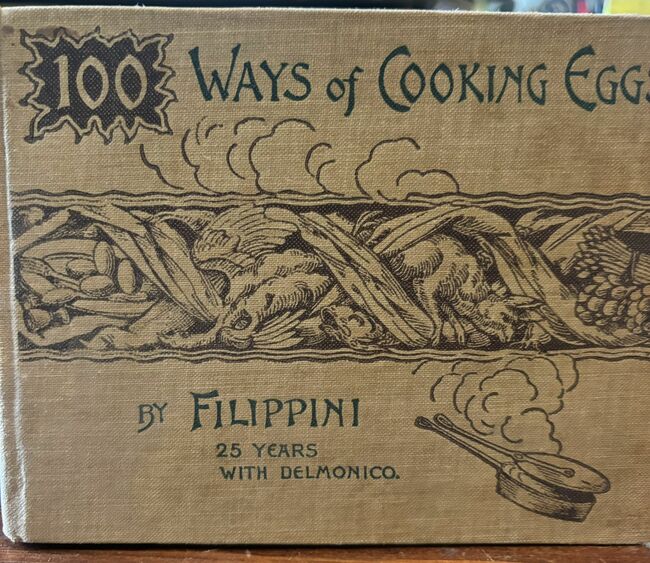 100 WAYS of COOKING EGGS
BY FILIPPINI
25 YEARS
WITH DELMONICO.